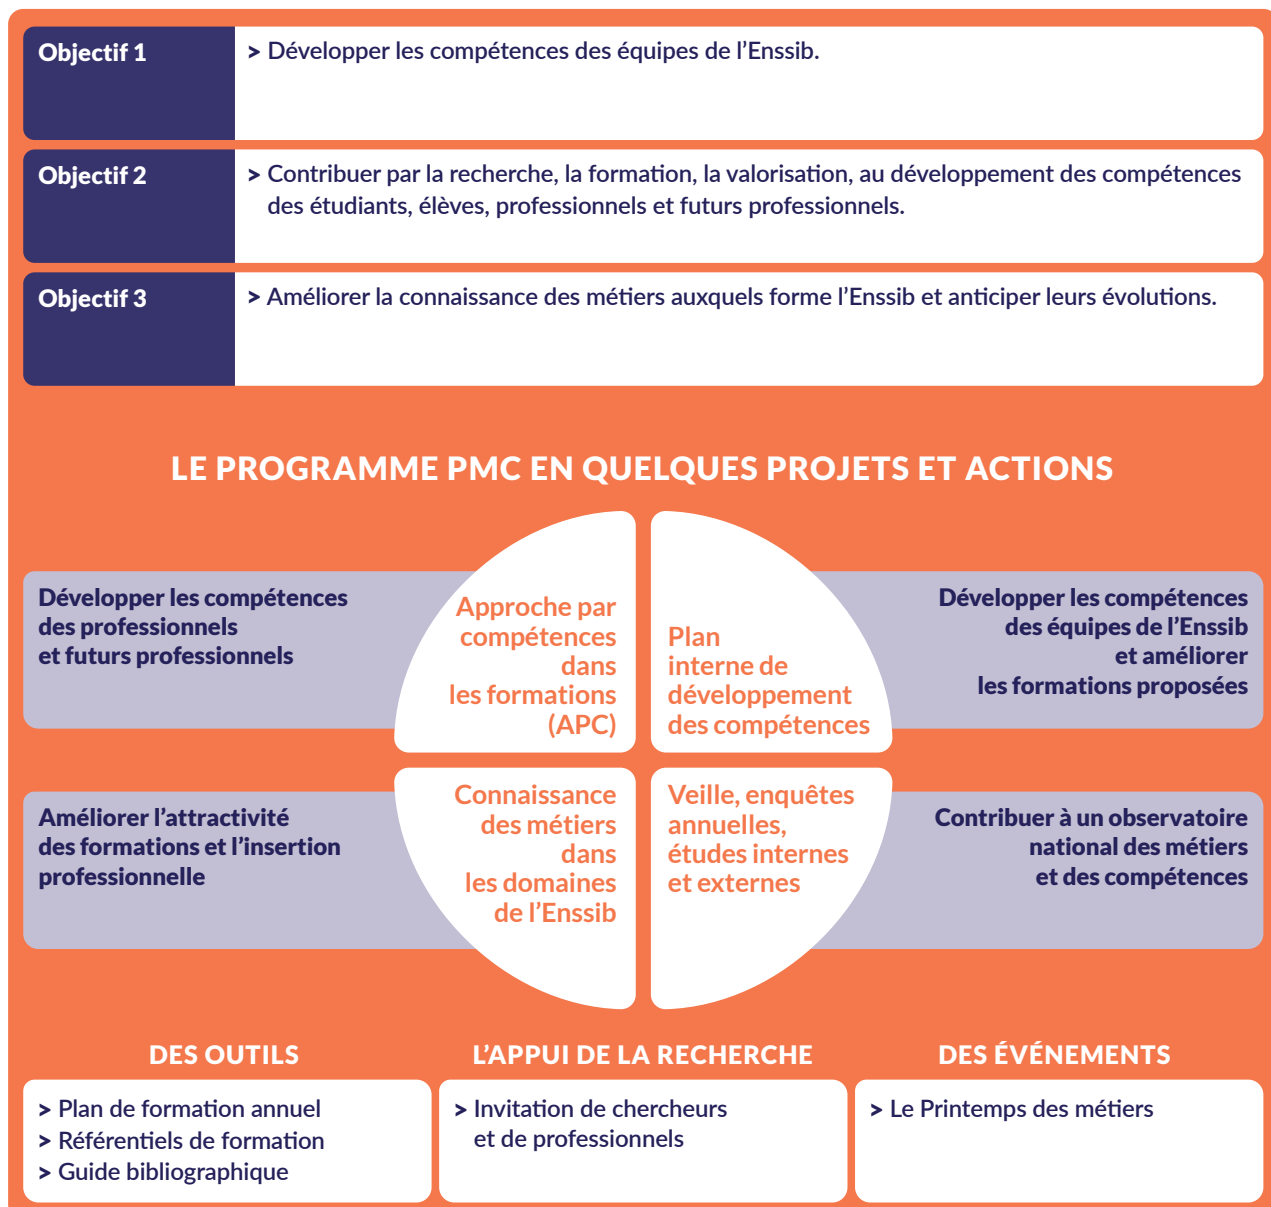 Objectif 1
> Développer les compétences des équipes de l’Enssib.
Objectif 2
> Contribuer par la recherche, la formation, la valorisation, au développement des compétences
des étudiants, élèves, professionnels et futurs professionnels.
Objectif 3
> Améliorer la connaissance des métiers auxquels forme l’Enssib et anticiper leurs évolutions.
LE PROGRAMME PMC EN QUELQUES PROJETS ET ACTIONS
Développer les compétences
des professionnels
et futurs professionnels
Approche par
compétences
dans
les formations
(APC)
Plan
interne de
développement
des compétences
Développer les compétences
des équipes de l’Enssib
et améliorer
les formations proposées
Améliorer l’attractivité
des formations et l’insertion
professionnelle
Connaissance
des métiers
dans
les domaines
de l’Enssib
Veille, enquêtes
annuelles,
études internes
et externes
Contribuer à un observatoire
national des métiers
et des compétences
DES OUTILS
> Plan de formation annuel
> Référentiels de formation
> Guide bibliographique
L’APPUI DE LA RECHERCHE
> Invitation de chercheurs
et de professionnels
DES ÉVÉNEMENTS
> Le Printemps des métiers